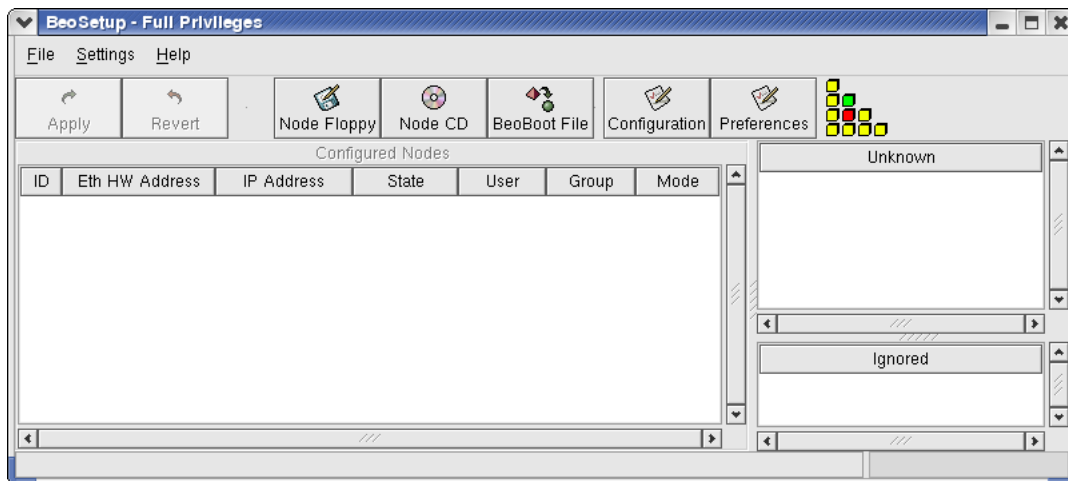 BeoSetup - Full Privileges
File Settings Help
Apply Revert Node Floppy Node CD BeoBoot File Configuration Preferences
Configured Nodes
ID Eth HW Address IP Address State User Group Mode
Unknown
Ignored